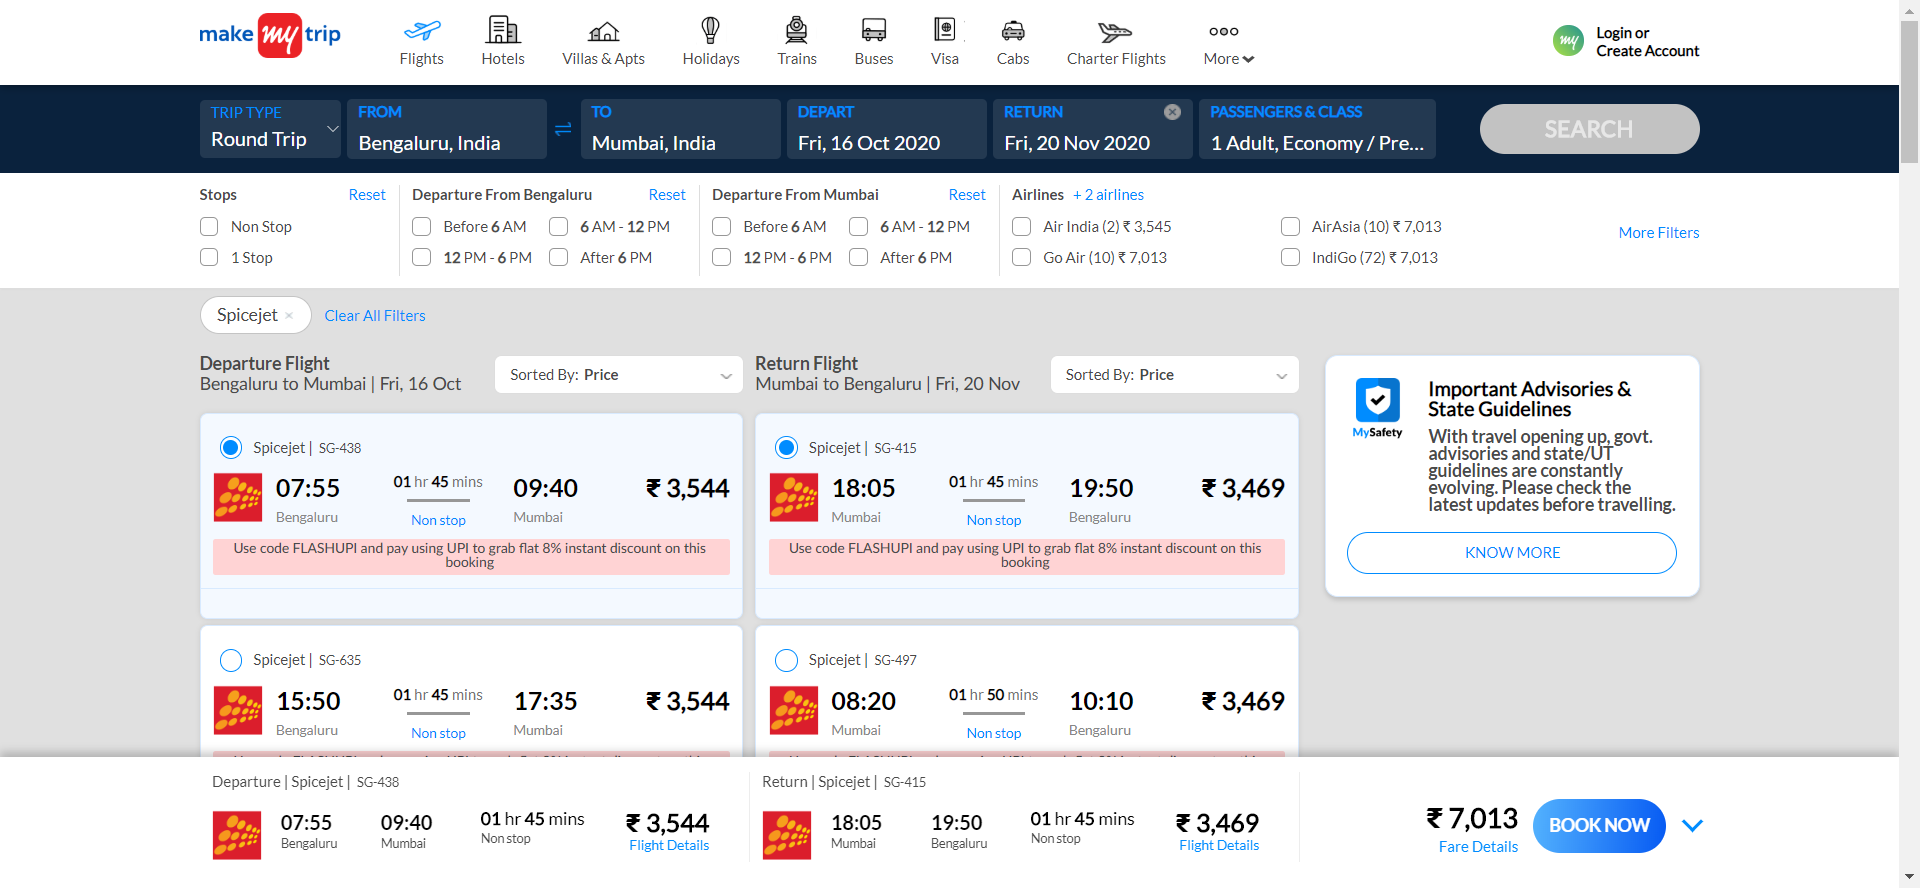 make my trip
Flights
Hotels
Villas & Apts
Holidays
Trains
Buses
Visa
Cabs
Charter Flights
More
my
Login or
Create Account
TRIP TYPE
Round Trip
FROM
Bengaluru, India
TO
Mumbai, India
DEPART
Fri, 16 Oct 2020
RETURN
Fri, 20 Nov 2020
PASSENGERS & CLASS
1 Adult, Economy / Pre...
SEARCH
Stops
Reset
Non Stop
1 Stop
Departure From Bengaluru
Reset
Before 6 AM
6 AM - 12 PM
12 PM - 6 PM
After 6 PM
Departure From Mumbai
Reset
Before 6 AM
6 AM - 12 PM
12 PM - 6 PM
After 6 PM
Airlines + 2 airlines
Air India (2) ₹ 3,545
AirAsia (10) ₹ 7,013
Go Air (10) ₹ 7,013
IndiGo (72) ₹ 7,013
More Filters
Spicejet ×
Clear All Filters
Departure Flight
Bengaluru to Mumbai | Fri, 16 Oct
Sorted By: Price
Return Flight
Mumbai to Bengaluru | Fri, 20 Nov
Sorted By: Price
Spicejet | SG-438
07:55
Bengaluru
01 hr 45 mins
Non stop
09:40
Mumbai
₹ 3,544
Use code FLASHUPI and pay using UPI to grab flat 8% instant discount on this
booking
Spicejet | SG-415
18:05
Mumbai
01 hr 45 mins
Non stop
19:50
Bengaluru
₹ 3,469
Use code FLASHUPI and pay using UPI to grab flat 8% instant discount on this
booking
Spicejet | SG-635
15:50
Bengaluru
01 hr 45 mins
Non stop
17:35
Mumbai
₹ 3,544
Spicejet | SG-497
08:20
Mumbai
01 hr 50 mins
Non stop
10:10
Bengaluru
₹ 3,469
MySafety
Important Advisories &
State Guidelines
With travel opening up, govt.
advisories and state/UT
guidelines are constantly
evolving. Please check the
latest updates before travelling.
KNOW MORE
Departure | Spicejet | SG-438
07:55
Bengaluru
09:40
Mumbai
01 hr 45 mins
Non stop
₹ 3,544
Flight Details
Return | Spicejet | SG-415
18:05
Mumbai
19:50
Bengaluru
01 hr 45 mins
Non stop
₹ 3,469
Flight Details
₹ 7,013
Fare Details
BOOK NOW